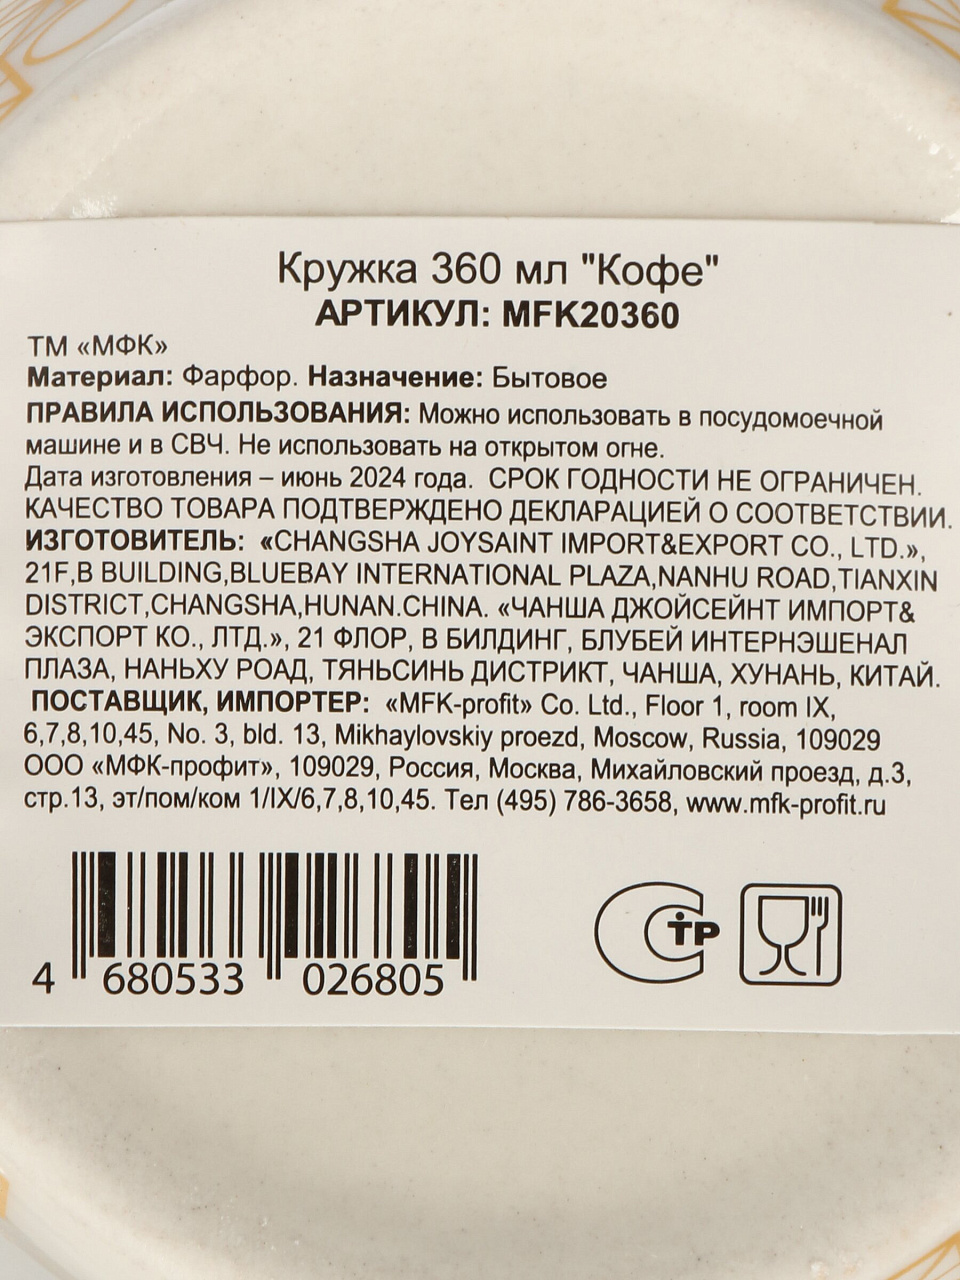 Кружка 360 мл "Кофе"
АРТИКУЛ: MFK20360
ТМ «МФК»
Материал: Фарфор. Назначение: Бытовое
ПРАВИЛА ИСПОЛЬЗОВАНИЯ: Можно использовать в посудомоечной
машине и в СВЧ. Не использовать на открытом огне.
Дата изготовления – июнь 2024 года. СРОК ГОДНОСТИ НЕ ОГРАНИЧЕН.
КАЧЕСТВО ТОВАРА ПОДТВЕРЖДЕНО ДЕКЛАРАЦИЕЙ О СООТВЕТСТВИИ.
ИЗГОТОВИТЕЛЬ: «CHANGSHA JOYSAINT IMPORT&EXPORT CO., LTD.»,
21F,B BUILDING,BLUEBAY INTERNATIONAL PLAZA,NANHU ROAD,TIANXIN
DISTRICT,CHANGSHA,HUNAN.CHINA. «ЧАНША ДЖОЙСЕЙНТ ИМПОРТ&
ЭКСПОРТ КО., ЛТД.», 21 ФЛОР, В БИЛДИНГ, БЛУБЕЙ ИНТЕРНЭШЕНАЛ
ПЛАЗА, НАНЬХУ РОАД, ТЯНЬСИНЬ ДИСТРИКТ, ЧАНША, ХУНАНЬ, КИТАЙ.
ПОСТАВЩИК, ИМПОРТЕР: «MFK-profit» Co. Ltd., Floor 1, room IX,
6,7,8,10,45, No. 3, bld. 13, Mikhaylovskiy proezd, Moscow, Russia, 109029
ООО «МФК-профит», 109029, Россия, Москва, Михайловский проезд, д.3,
стр.13, эт/пом/ком 1/IX/6,7,8,10,45. Тел (495) 786-3658, www.mfk-profit.ru
4 680533 026805
СТР